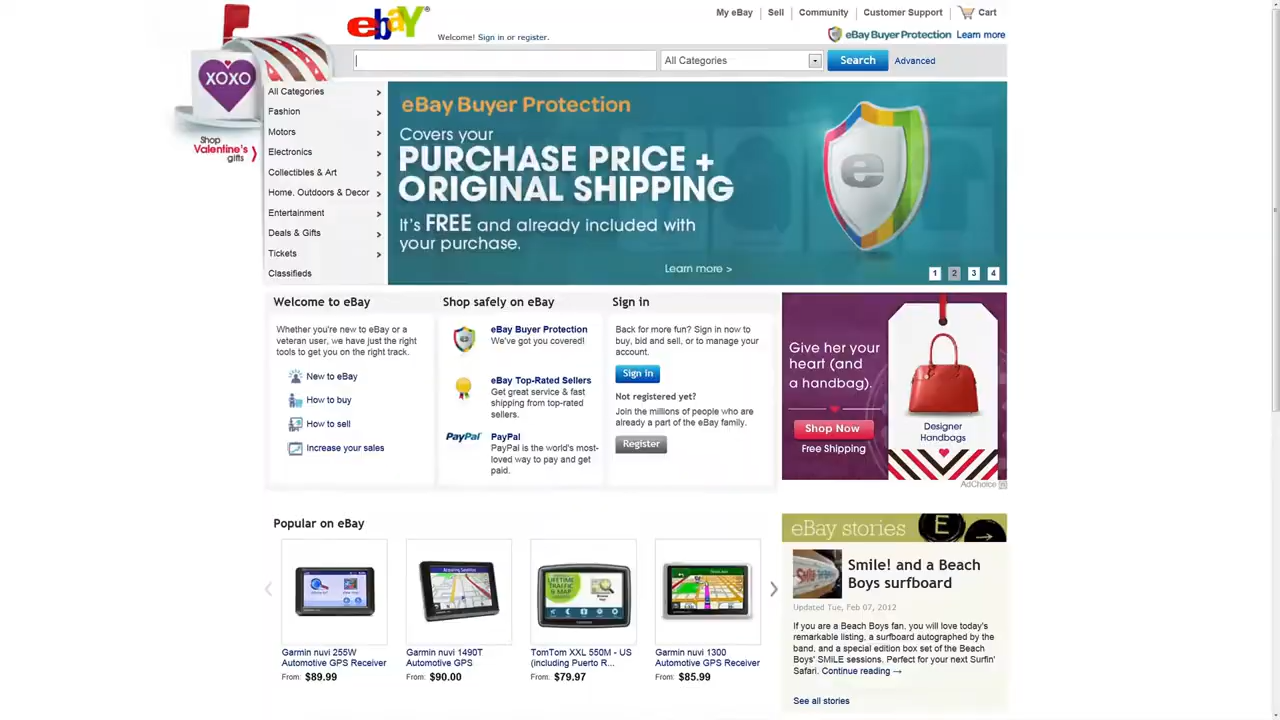 My eBay
Sell
Community
Customer Support
Cart
ebaY®
Welcome! Sign in or register.
eBay Buyer Protection Learn more
All Categories
Search
Advanced
XOXO
Shop
Valentine's
gifts
All Categories
Fashion
Motors
Electronics
Collectibles & Art
Home, Outdoors & Decor
Entertainment
Deals & Gifts
Tickets
Classifieds
eBay Buyer Protection
Covers your
PURCHASE PRICE +
ORIGINAL SHIPPING
It's FREE and already included with
your purchase.
Learn more >
e
1 2 3 4
Welcome to eBay
Whether you're new to eBay or a
veteran user, we have just the right
tools to get you on the right track.
New to eBay
How to buy
How to sell
Increase your sales
Shop safely on eBay
eBay Buyer Protection
We've got you covered!
eBay Top-Rated Sellers
Get great service & fast
shipping from top-rated
sellers.
PayPal
PayPal
PayPal is the world's most-
loved way to pay and get
paid.
Sign in
Back for more fun? Sign in now to
buy, bid and sell, or to manage your
account.
Sign in
Not registered yet?
Join the millions of people who are
already a part of the eBay family.
Register
Give her your
heart (and
a handbag).
Shop Now
Free Shipping
Designer
Handbags
AdChoice
Popular on eBay
Garmin nuvi 255W
Automotive GPS Receiver
From: $89.99
Garmin nuvi 1490T
Automotive GPS
From: $90.00
LIFETIME
TRAFFIC
& MAP
TomTom XXL 550M - US
(including Puerto R...
From: $79.97
Garmin nuvi 1300
Automotive GPS Receiver
From: $85.99
eBay stories
E
Smile! and a Beach
Boys surfboard
Updated Tue, Feb 07, 2012
If you are a Beach Boys fan, you will love today's
remarkable listing, a surfboard autographed by the
band, and a special edition box set of the Beach
Boys' SMiLE sessions. Perfect for your next Surfin'
Safari. Continue reading →
See all stories